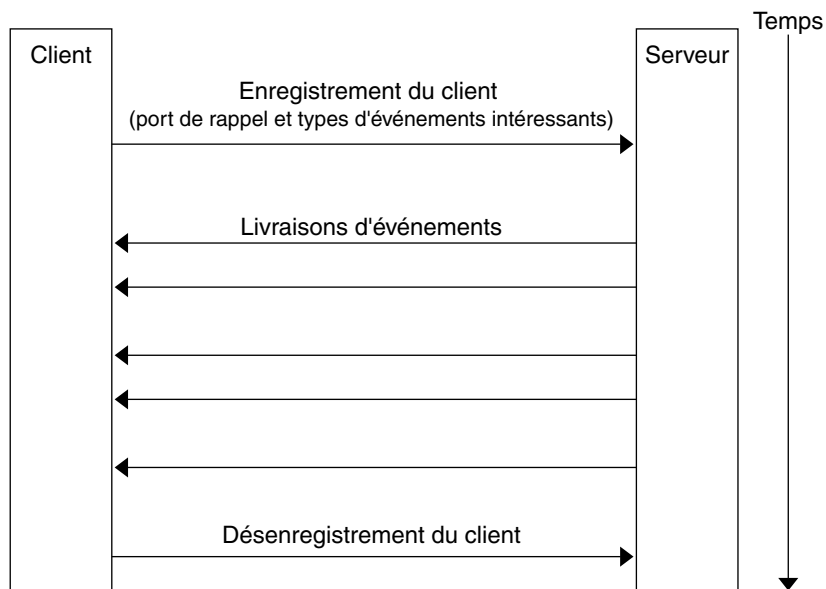 Temps
Client
Serveur
Enregistrement du client
(port de rappel et types d'événements intéressants)
Livraisons d'événements
Désenregistrement du client